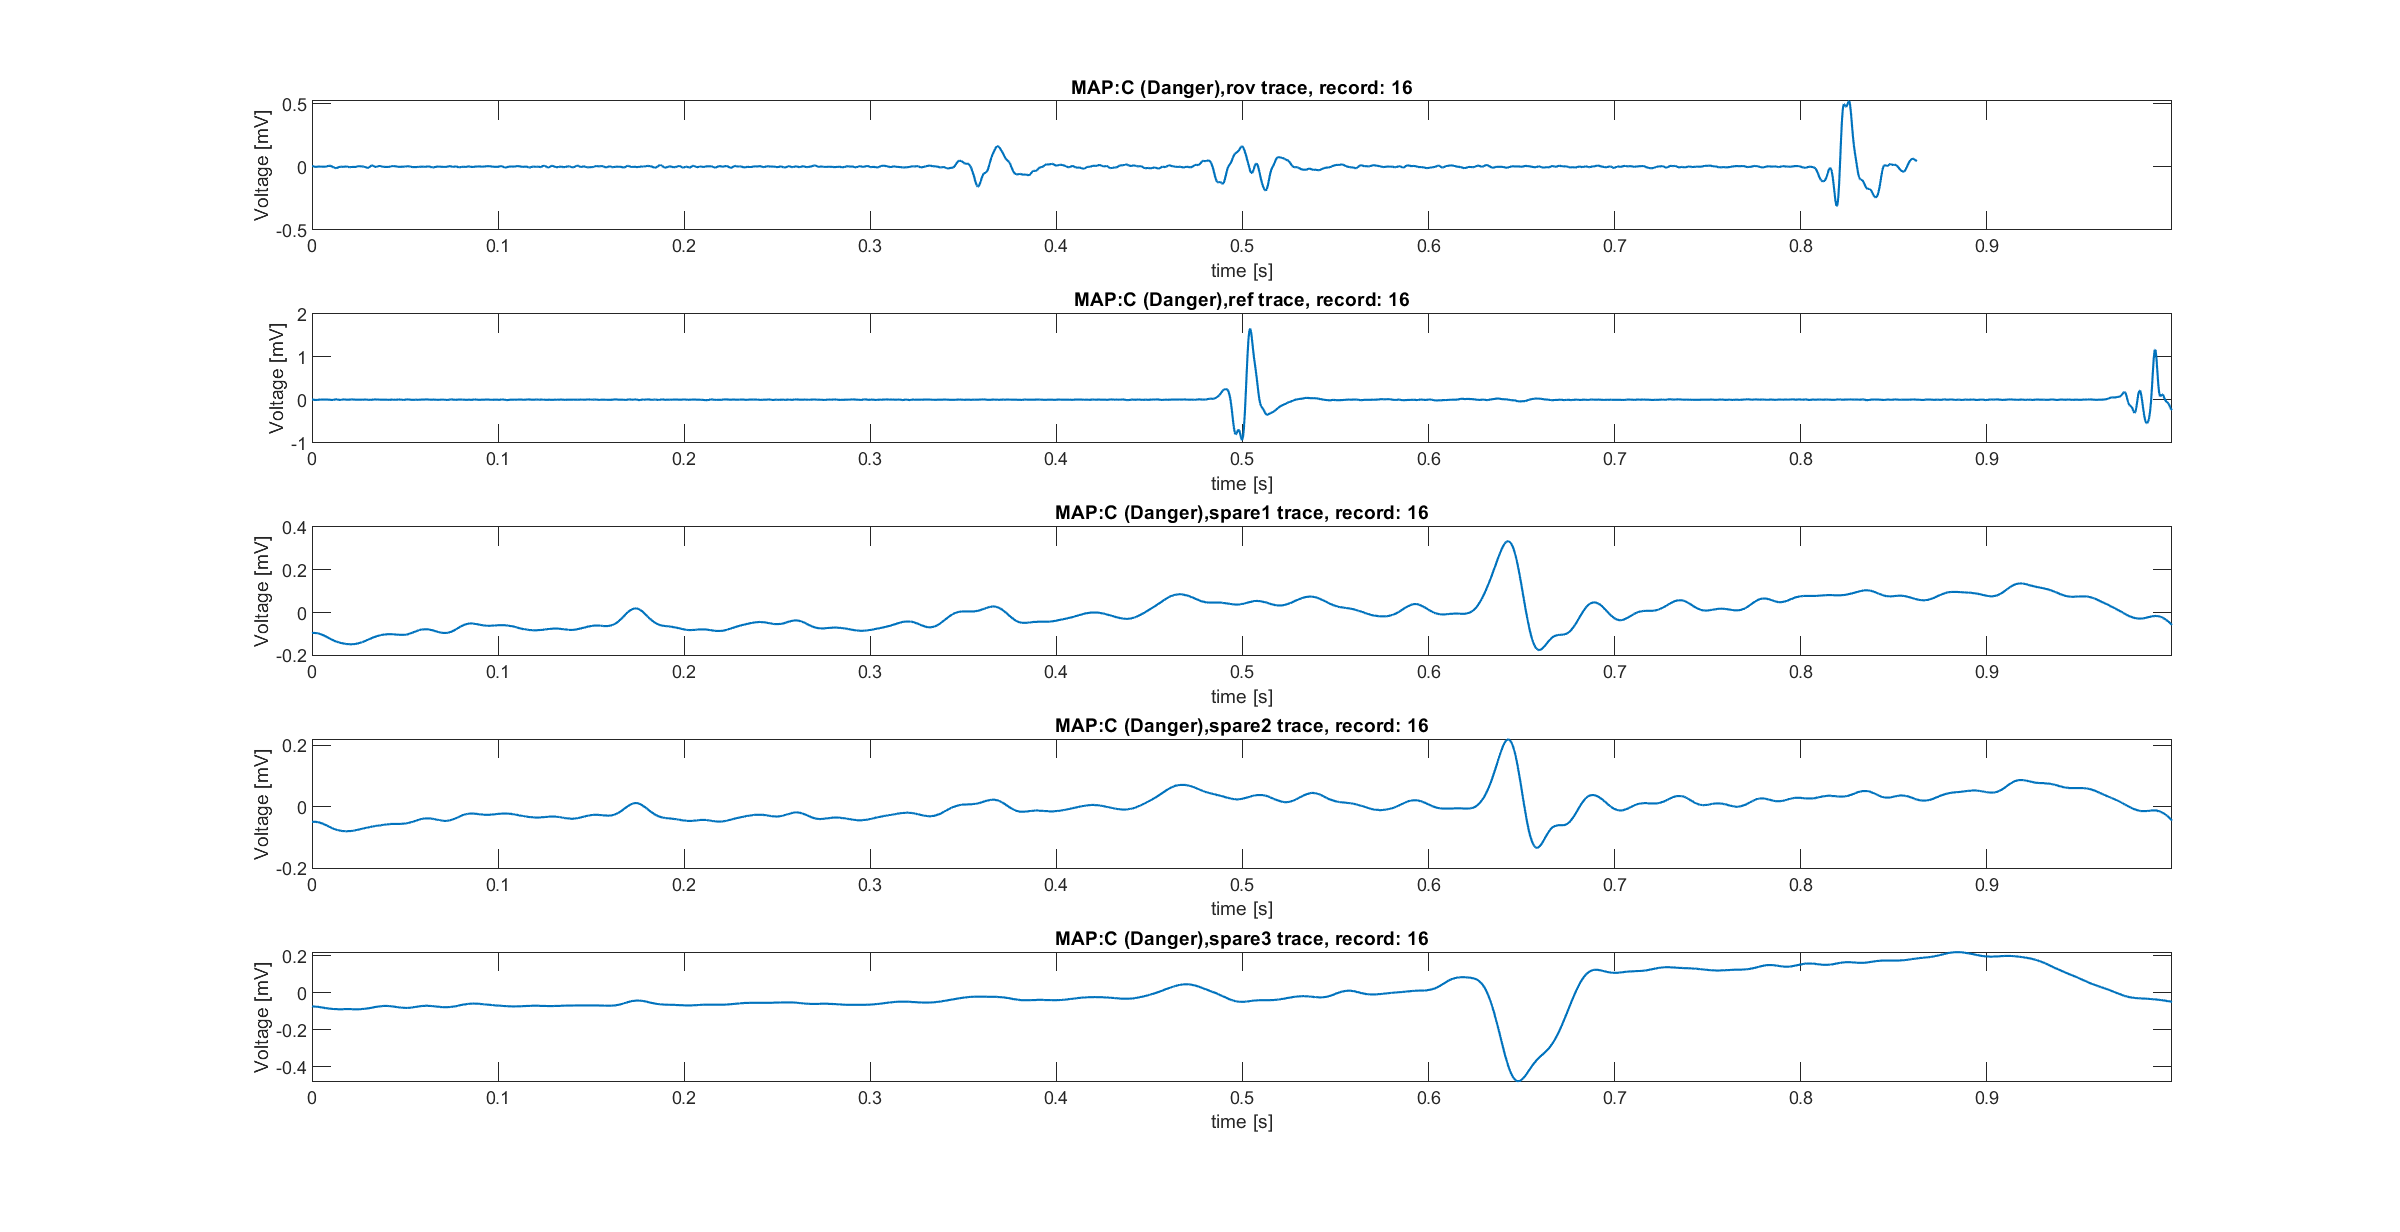 MAP:C (Danger),rov trace, record: 16
Voltage [mV]
0.5
0
-0.5
0 0.1 0.2 0.3 0.4 0.5 0.6 0.7 0.8 0.9
time [s]
MAP:C (Danger),ref trace, record: 16
Voltage [mV]
2
1
0
-1
0 0.1 0.2 0.3 0.4 0.5 0.6 0.7 0.8 0.9
time [s]
MAP:C (Danger),spare1 trace, record: 16
Voltage [mV]
0.4
0.2
0
-0.2
0 0.1 0.2 0.3 0.4 0.5 0.6 0.7 0.8 0.9
time [s]
MAP:C (Danger),spare2 trace, record: 16
Voltage [mV]
0.2
0
-0.2
0 0.1 0.2 0.3 0.4 0.5 0.6 0.7 0.8 0.9
time [s]
MAP:C (Danger),spare3 trace, record: 16
Voltage [mV]
0.2
0
-0.2
-0.4
0 0.1 0.2 0.3 0.4 0.5 0.6 0.7 0.8 0.9
time [s]